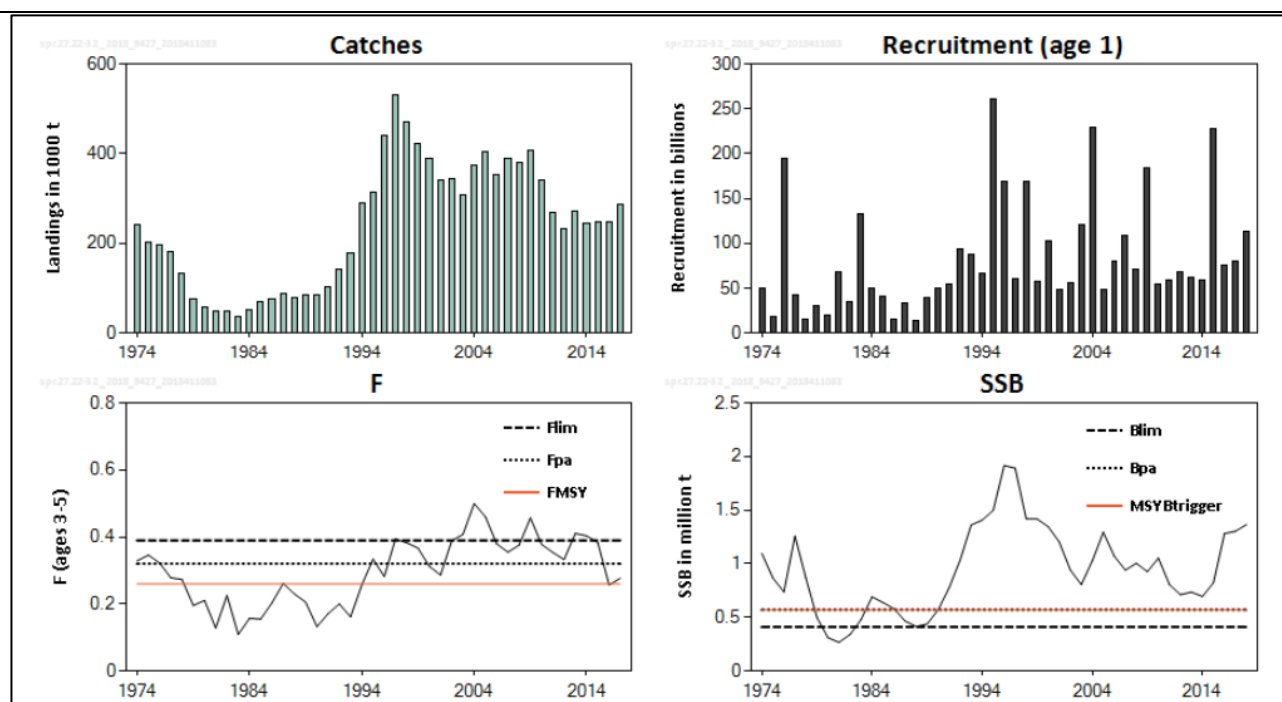 Catches
Landings in 1000 t
600
400
200
0
1974 1984 1994 2004 2014
Recruitment (age 1)
Recruitment in billions
300
250
200
150
100
50
0
1974 1984 1994 2004 2014
F
F (ages 3-5)
0.8
0.6
0.4
0.2
0
Flim
Fpa
FMSY
1974 1984 1994 2004 2014
SSB
SSB in million t
2.5
2
1.5
1
0.5
0
Blim
Bpa
MSYBtrigger
1974 1984 1994 2004 2014